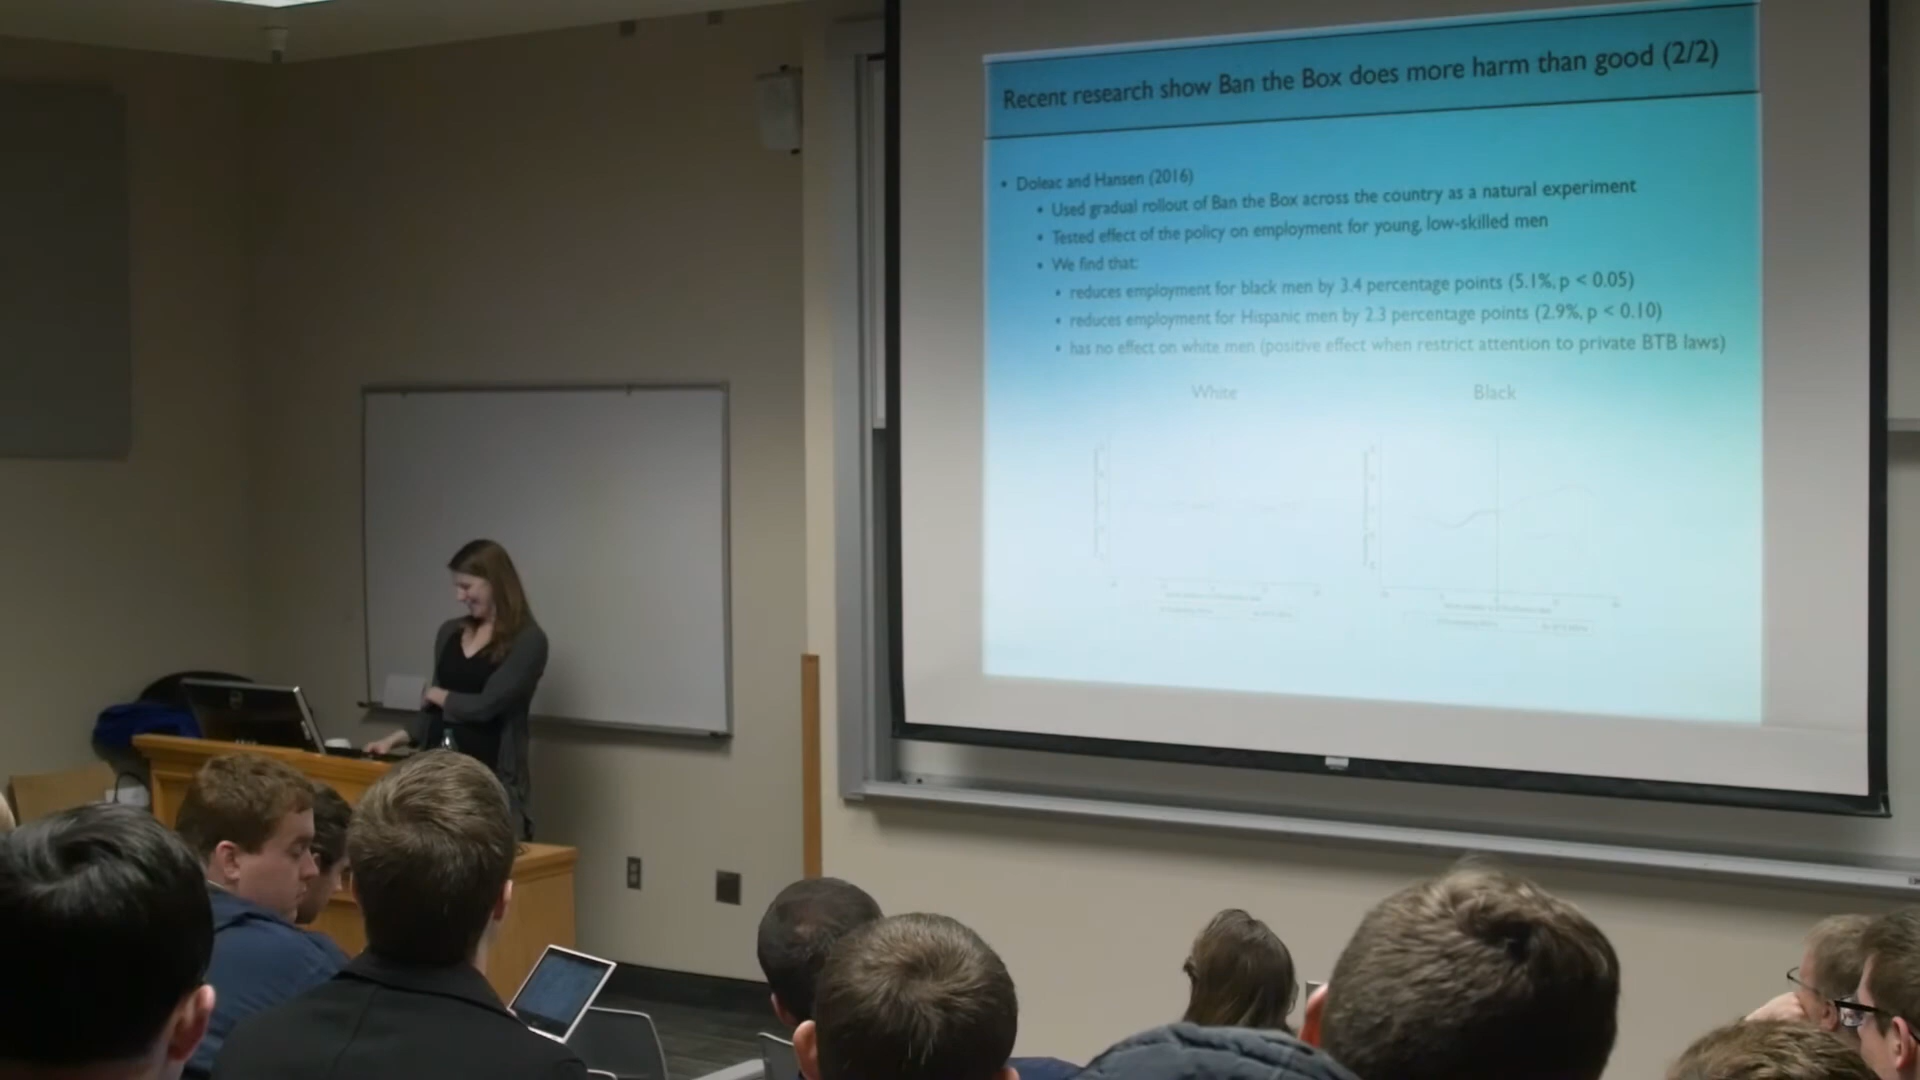 Recent research show Ban the Box does more harm than good (2/2)
• Doleac and Hansen (2016)
• Used gradual rollout of Ban the Box across the country as a natural experiment
• Tested effect of the policy on employment for young, low-skilled men
• We find that:
• reduces employment for black men by 3.4 percentage points (5.1%, p < 0.05)
• reduces employment for Hispanic men by 2.3 percentage points (2.9%, p < 0.10)
• has no effect on white men (positive effect when restrict attention to private BTB laws)
White Black